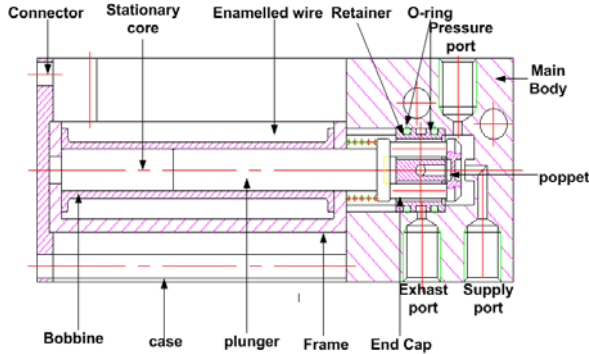 Connector
Stationary
core
Enamelled wire
Retainer
O-ring
Pressure
port
Main
Body
poppet
Exhast
port
Supply
port
Bobbine
case
plunger
Frame
End Cap